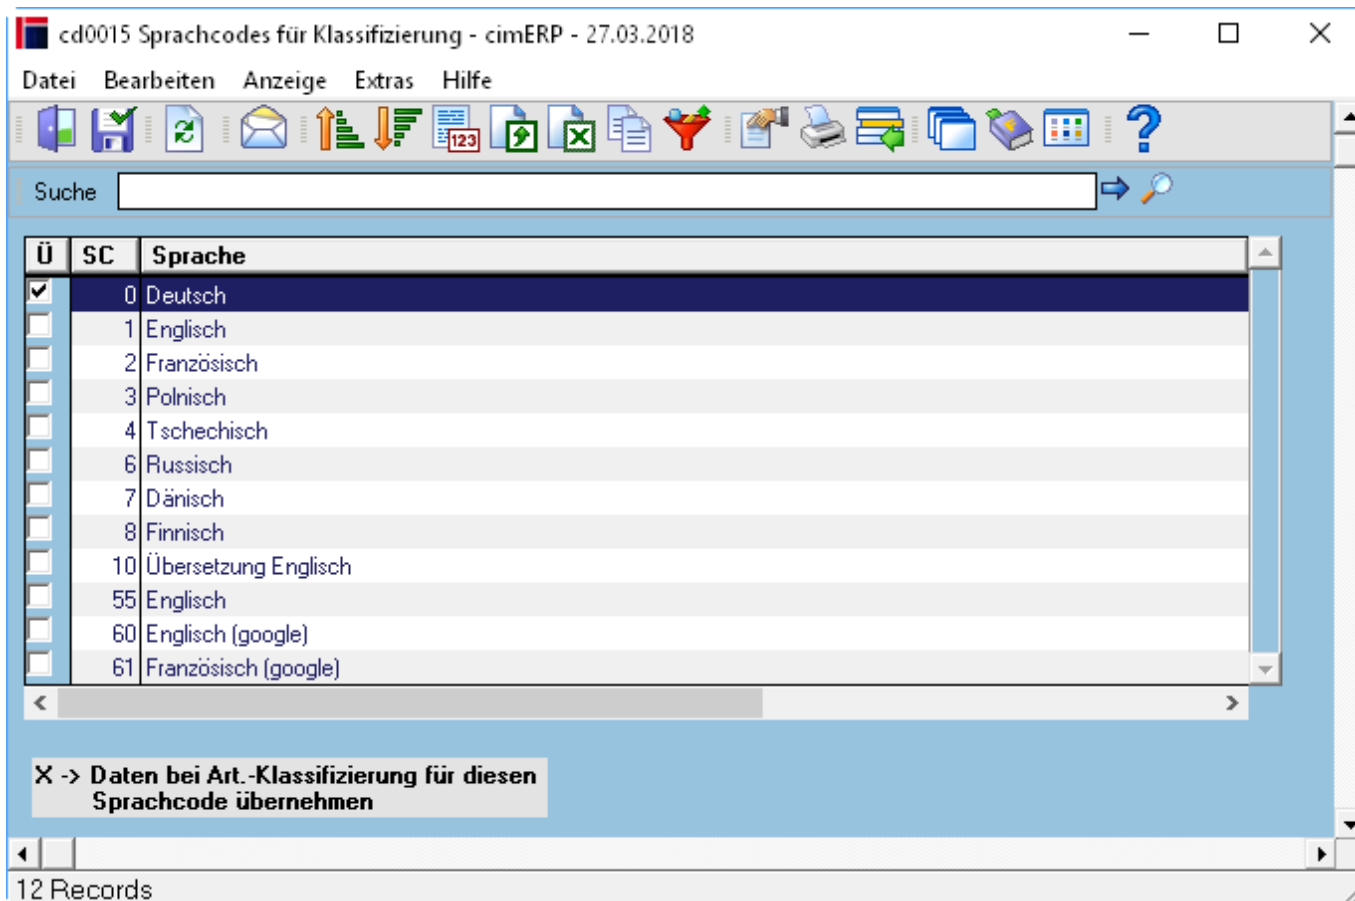 cd0015 Sprachcodes für Klassifizierung - cimERP - 27.03.2018
Datei Bearbeiten Anzeige Extras Hilfe
123
Suche
Ü SC Sprache
0 Deutsch
1 Englisch
2 Französisch
3 Polnisch
4 Tschechisch
6 Russisch
7 Dänisch
8 Finnisch
10 Übersetzung Englisch
55 Englisch
60 Englisch (google)
61 Französisch (google)
X -> Daten bei Art.-Klassifizierung für diesen
Sprachcode übernehmen
12 Records